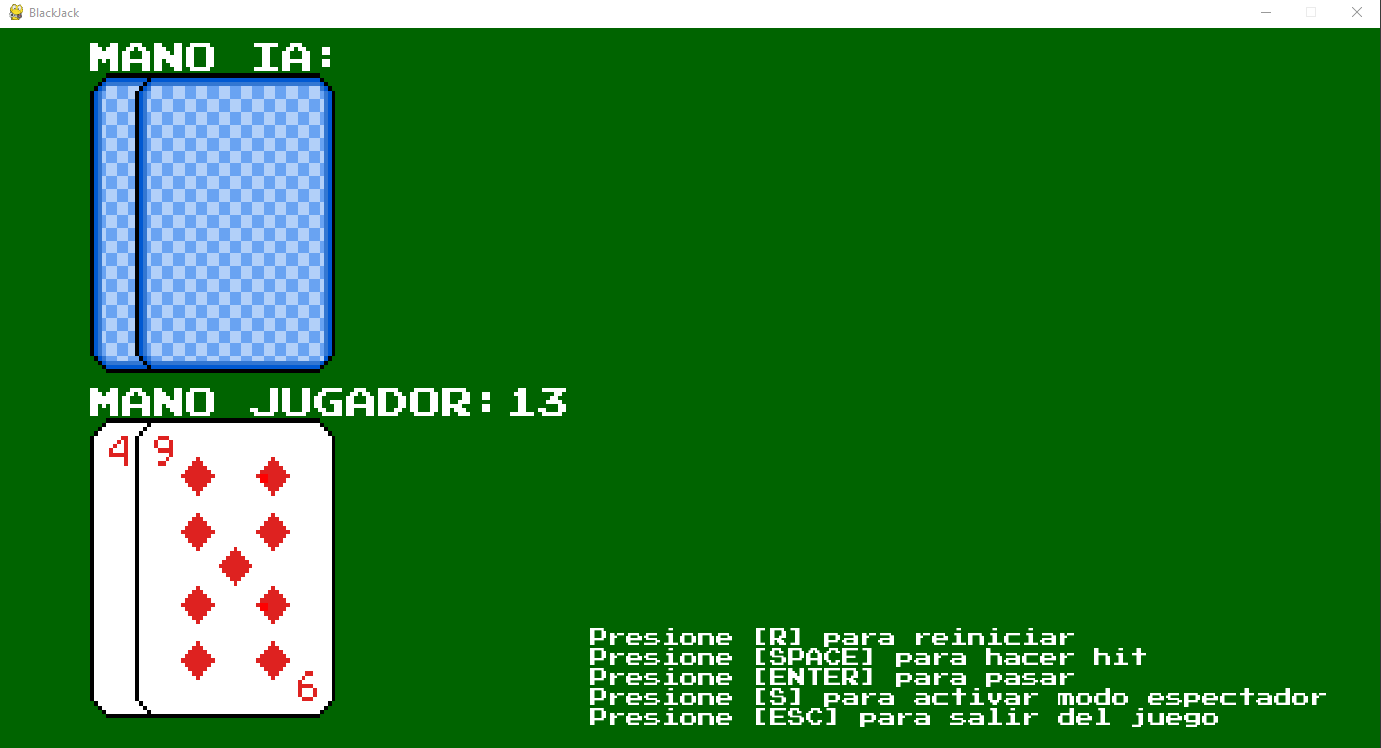 BlackJack
MANO IA:
MANO JUGADOR: 13
4
9
9
Presione [R] para reiniciar
Presione [SPACE] para hacer hit
Presione [ENTER] para pasar
Presione [S] para activar modo espectador
Presione [ESC] para salir del juego